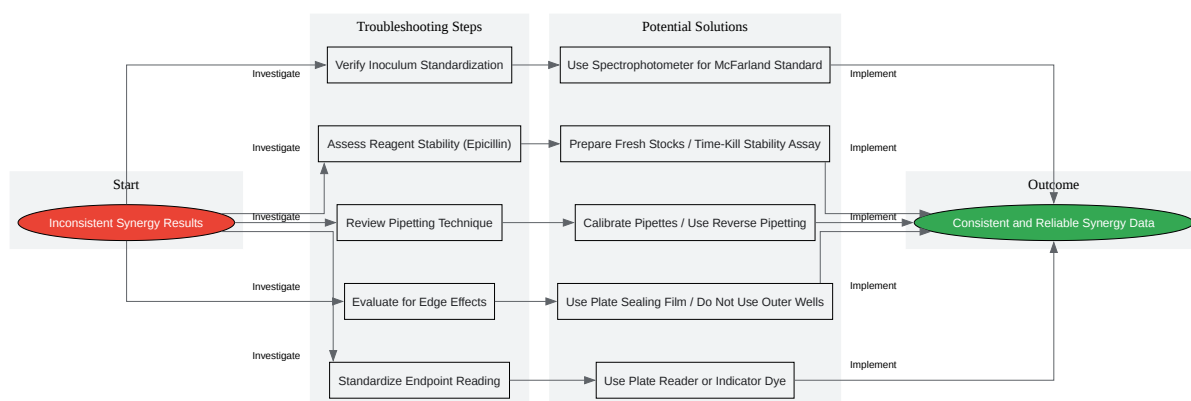 Troubleshooting Steps
Potential Solutions
Verify Inoculum Standardization
Use Spectrophotometer for McFarland Standard
Investigate
Implement
Assess Reagent Stability (Epicillin)
Prepare Fresh Stocks / Time-Kill Stability Assay
Investigate
Implement
Start
Outcome
Inconsistent Synergy Results
Investigate
Review Pipetting Technique
Calibrate Pipettes / Use Reverse Pipetting
Implement
Consistent and Reliable Synergy Data
Investigate
Evaluate for Edge Effects
Use Plate Sealing Film / Do Not Use Outer Wells
Implement
Investigate
Standardize Endpoint Reading
Use Plate Reader or Indicator Dye
Implement